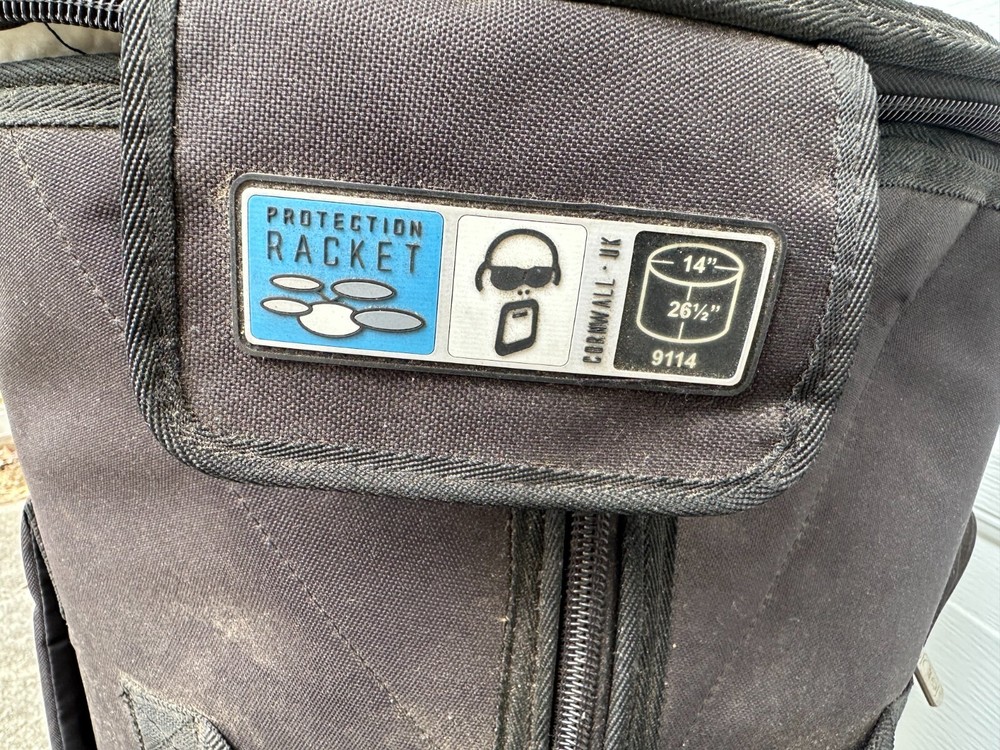 PROTECTION
RACKET
CORNWALL · UK
14”
26½”
9114